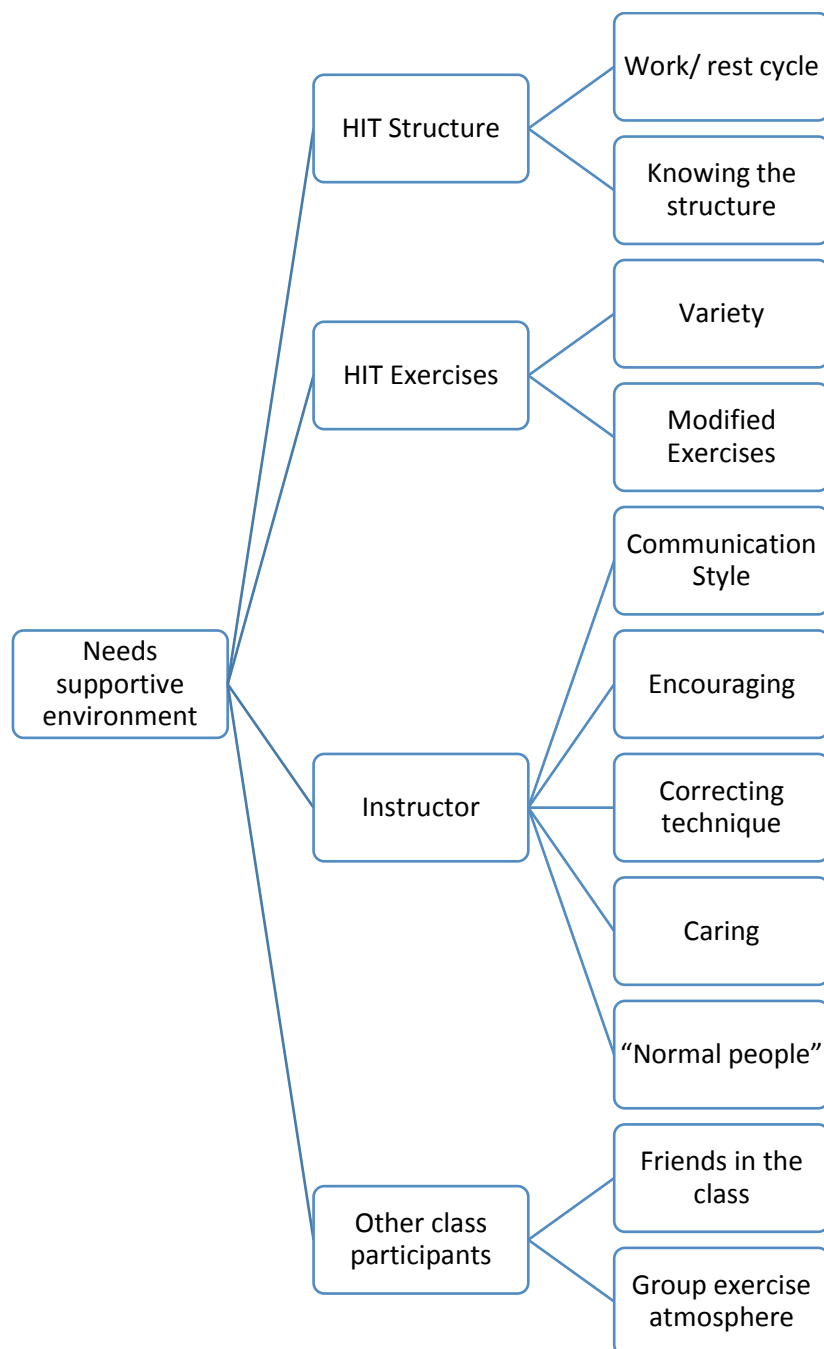 Work/ rest cycle
HIT Structure
Knowing the
structure
Variety
HIT Exercises
Modified
Exercises
Communication
Style
Needs
supportive
environment
Encouraging
Instructor
Correcting
technique
Caring
“Normal people”
Friends in the
class
Other class
participants
Group exercise
atmosphere